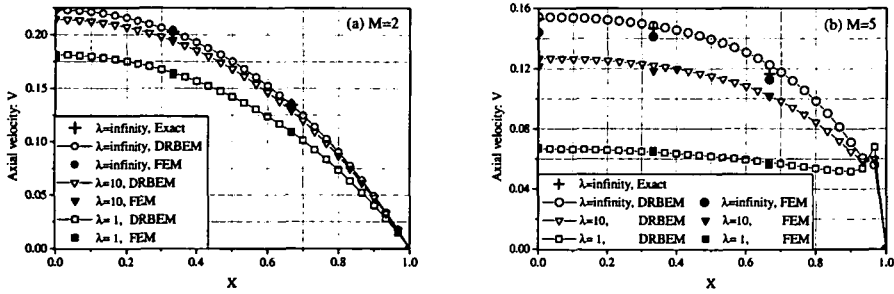 (a) M=2
Axial velocity: V
0.20
0.15
0.10
0.05
0.00
λ=infinity, Exact
λ=infinity, DRBEM
λ=infinity, FEM
λ=10, DRBEM
λ=10, FEM
λ= 1, DRBEM
λ= 1, FEM
0.0 0.2 0.4 0.6 0.8 1.0
X
(b) M=5
Axial velocity: V
0.16
0.12
0.08
0.04
0.00
λ=infinity, Exact
λ=infinity, DRBEM λ=infinity, FEM
λ=10, DRBEM λ=10, FEM
λ= 1, DRBEM λ= 1, FEM
0.0 0.2 0.4 0.6 0.8 1.0
X